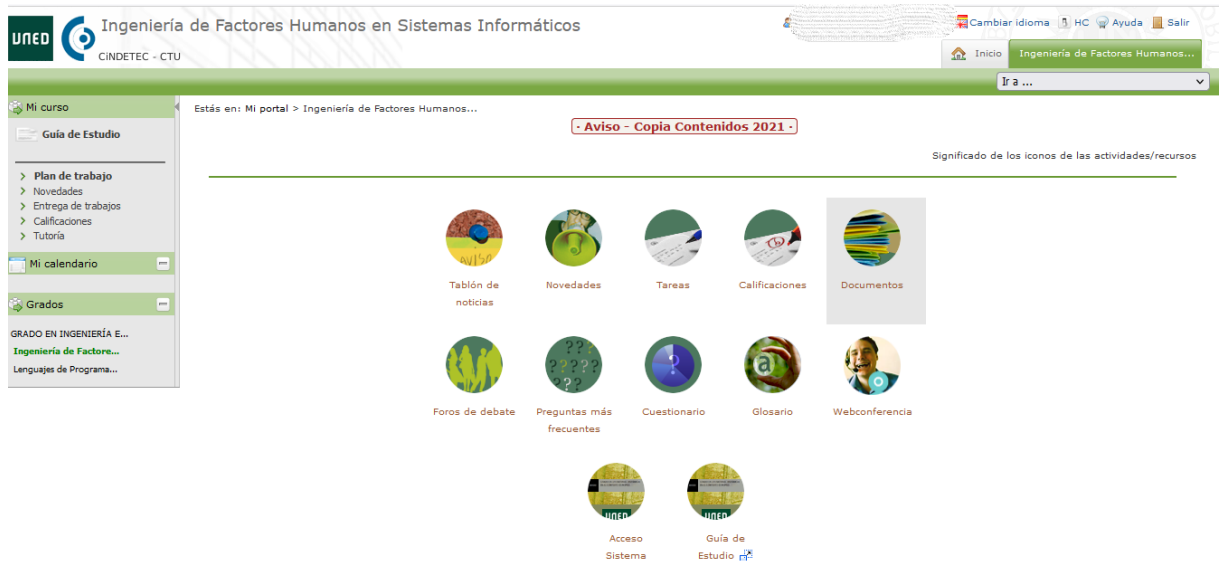 UNED
Ingeniería de Factores Humanos en Sistemas Informáticos
CiNDETEC - CTU
Cambiar idioma HC Ayuda Salir
Inicio Ingeniería de Factores Humanos...
Ir a ...
Mi curso
Guía de Estudio
Plan de trabajo
Novedades
Entrega de trabajos
Calificaciones
Tutoría
Mi calendario
Grados
GRADO EN INGENIERÍA E...
Ingeniería de Factore...
Lenguajes de Programa...
Estás en: Mi portal > Ingeniería de Factores Humanos...
· Aviso - Copia Contenidos 2021 ·
Significado de los iconos de las actividades/recursos
AVISO
Tablón de
noticias
Novedades
Tareas
Calificaciones
Documentos
Foros de debate
Preguntas más
frecuentes
Cuestionario
Glosario
Webconferencia
UNED
Acceso
Sistema
UNED
Guía de
Estudio